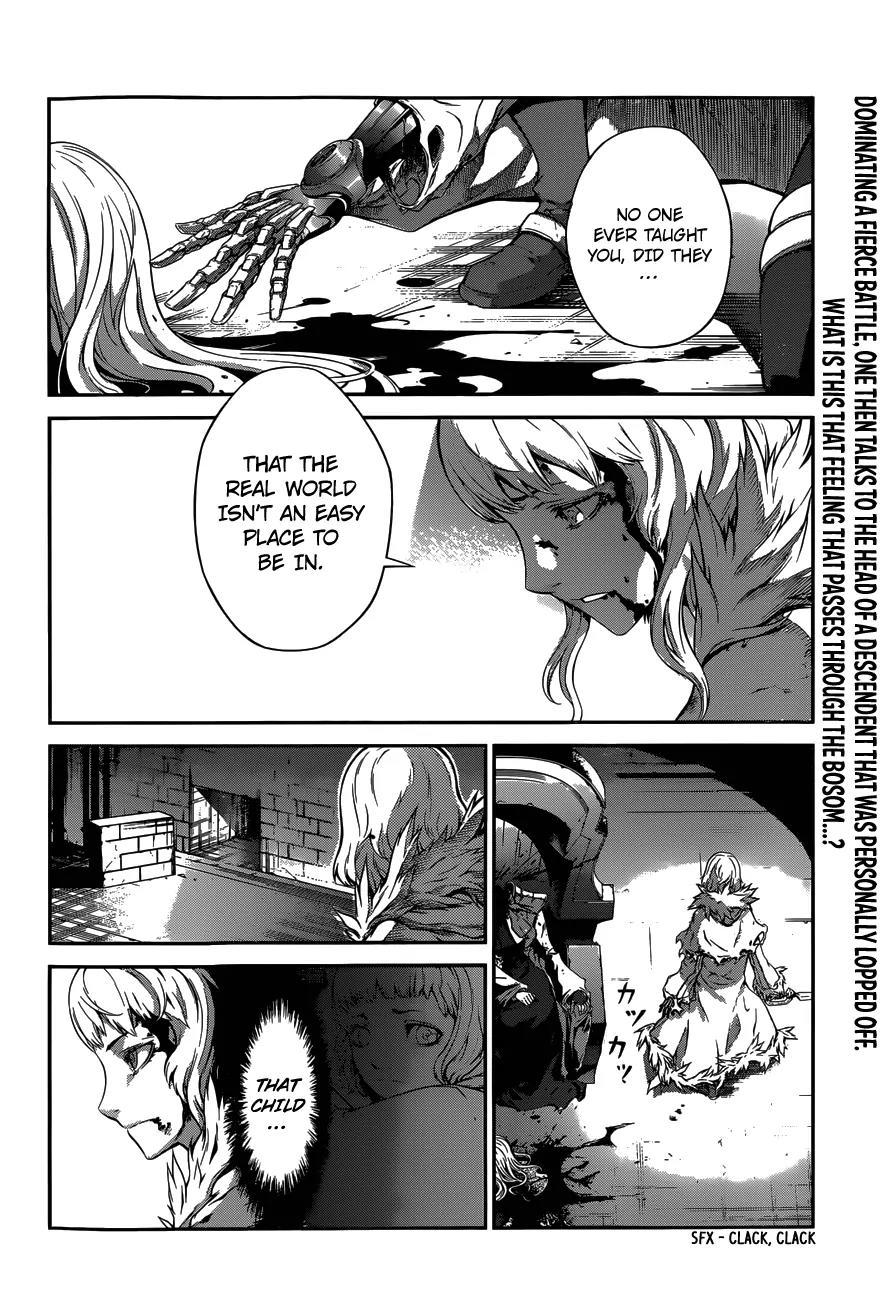 DOMINATING A FIERCE BATTLE, ONE THEN TALKS TO THE HEAD OF A DESCENDENT THAT WAS PERSONALLY LOPPED OFF.
WHAT IS THIS THAT FEELING THAT PASSES THROUGH THE BOSOM...?
NO ONE
EVER TAUGHT
YOU, DID THEY
...
THAT THE
REAL WORLD
ISN'T AN EASY
PLACE TO
BE IN.
カツ
カツ
SFX - CLACK, CLACK
THAT
CHILD
...